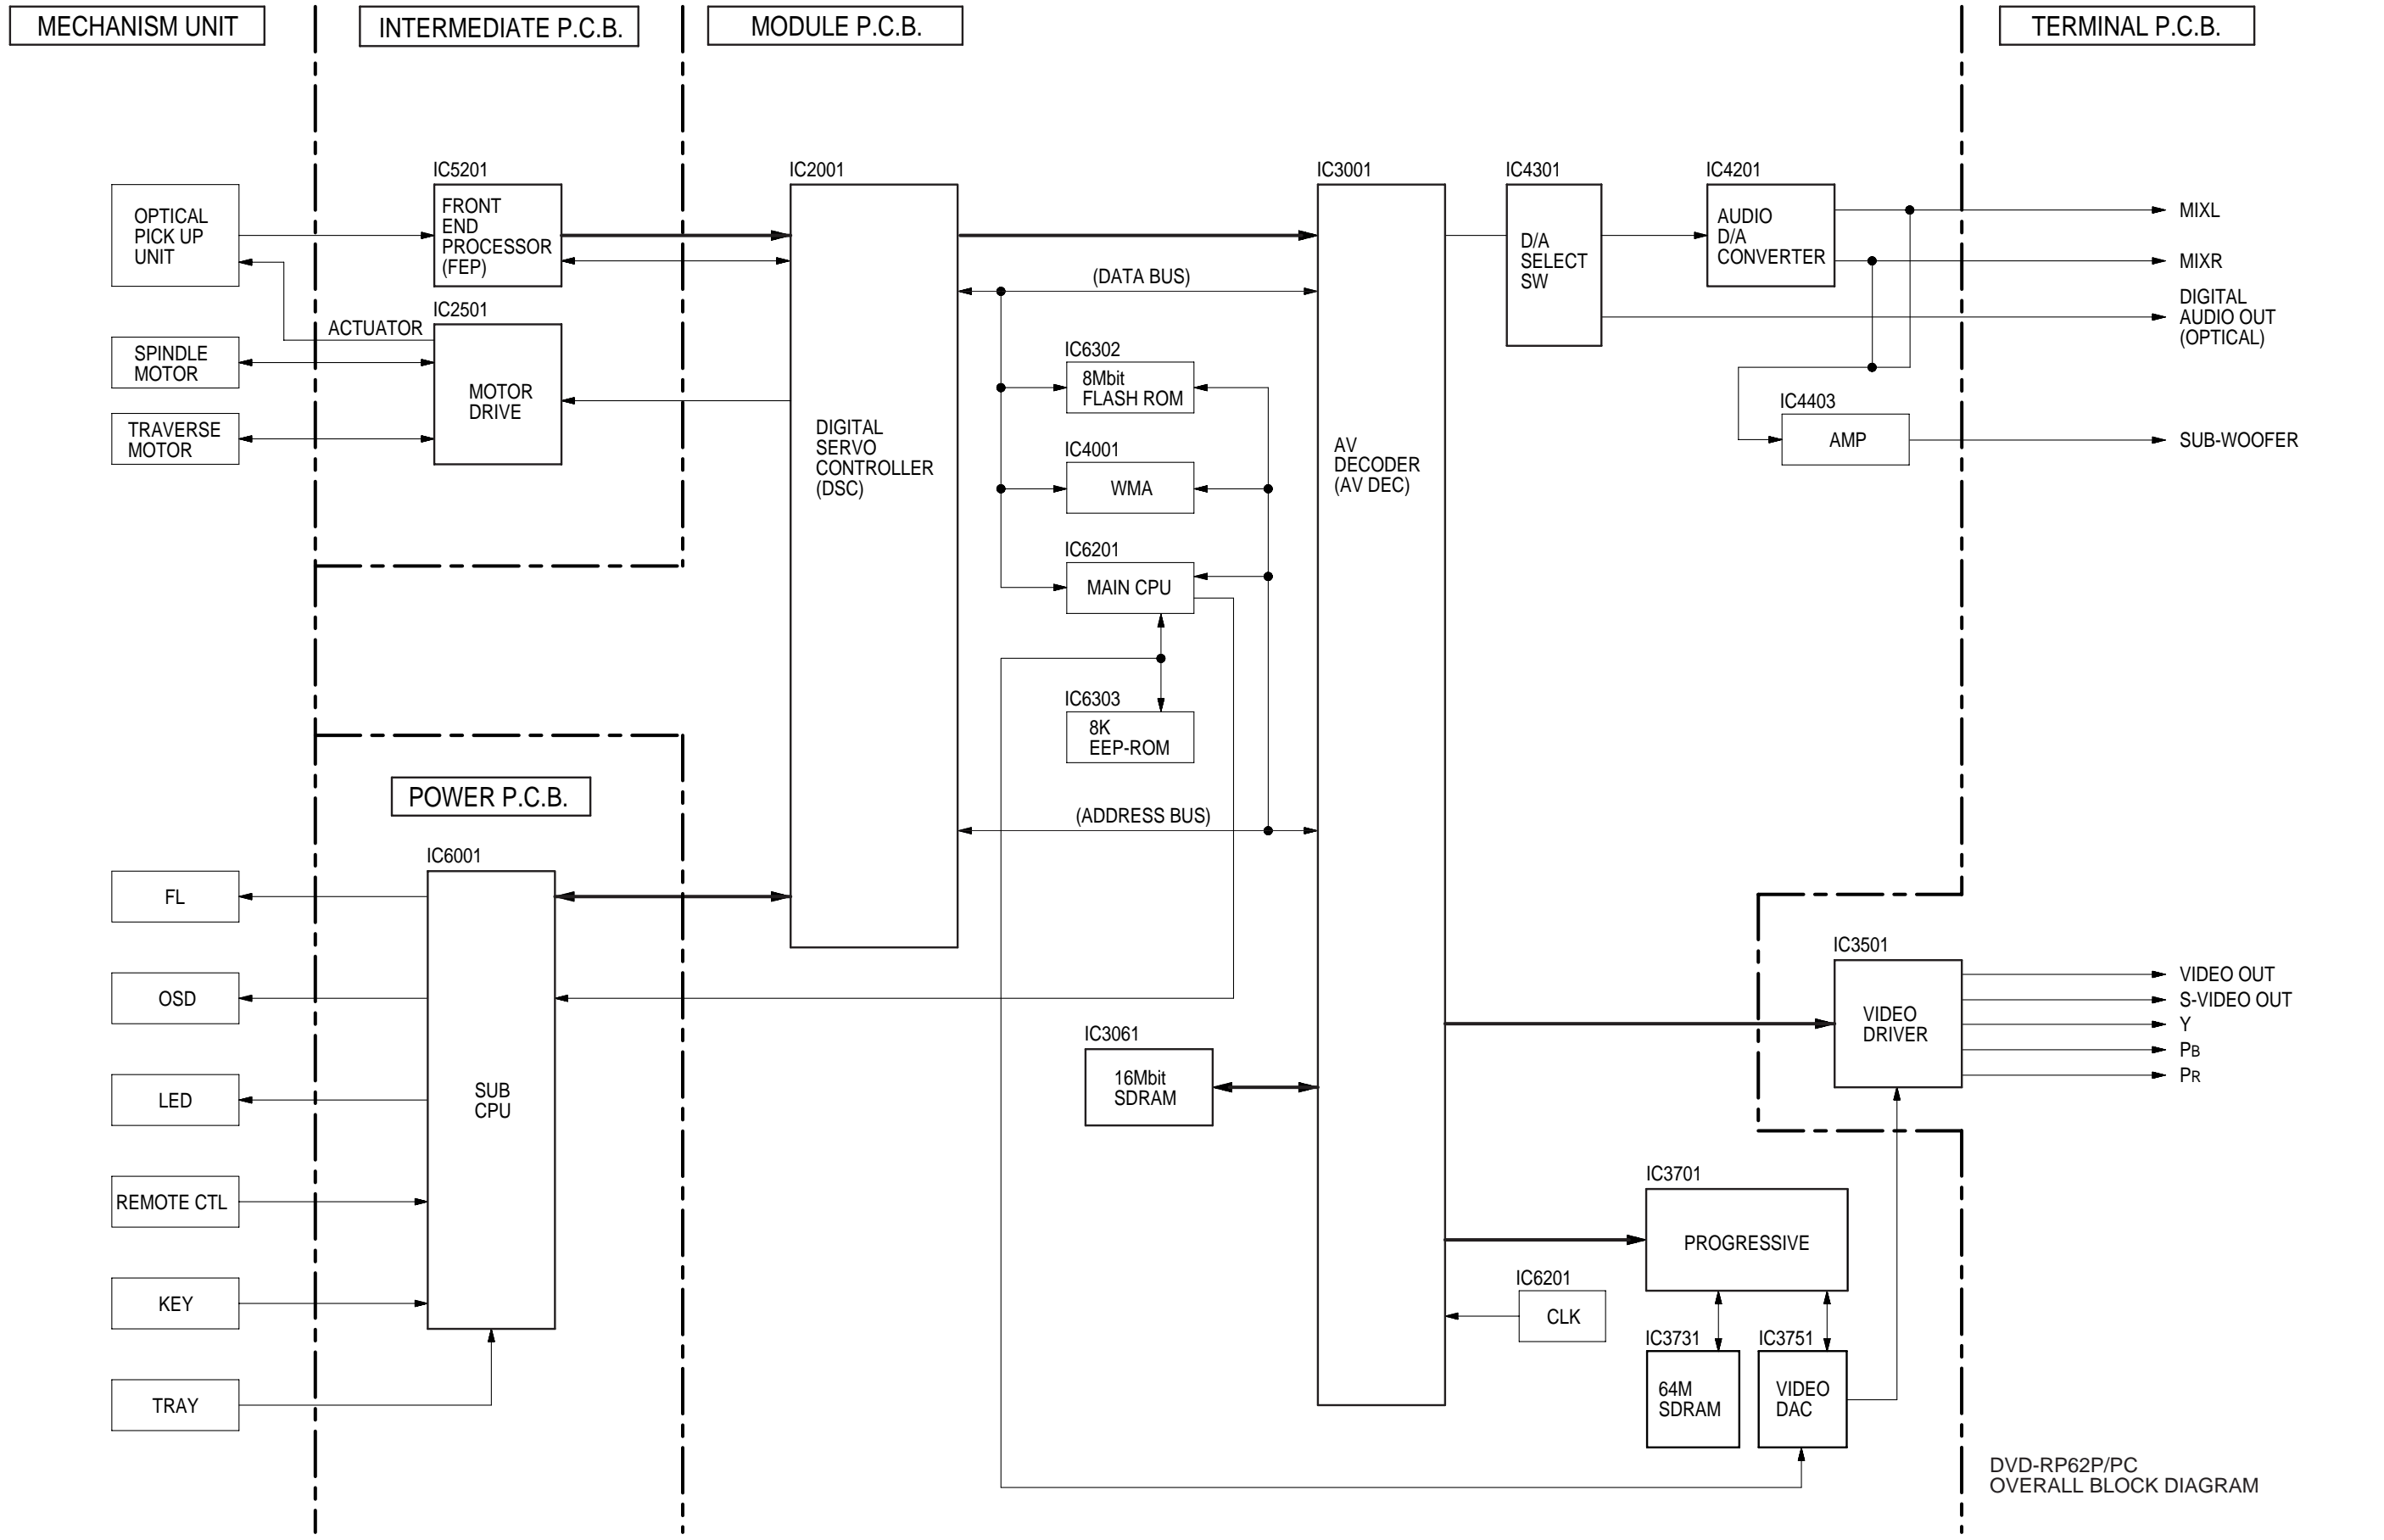 MECHANISM UNIT
INTERMEDIATE P.C.B.
MODULE P.C.B.
TERMINAL P.C.B.
OPTICAL
PICK UP
UNIT
SPINDLE
MOTOR
TRAVERSE
MOTOR
ACTUATOR
IC5201
FRONT
END
PROCESSOR
(FEP)
IC2501
MOTOR
DRIVE
IC2001
DIGITAL
SERVO
CONTROLLER
(DSC)
(DATA BUS)
IC6302
8Mbit
FLASH ROM
IC4001
WMA
IC6201
MAIN CPU
IC6303
8K
EEP-ROM
(ADDRESS BUS)
IC3001
AV
DECODER
(AV DEC)
IC4301
D/A
SELECT
SW
IC4201
AUDIO
D/A
CONVERTER
IC4403
AMP
MIXL
MIXR
DIGITAL
AUDIO OUT
(OPTICAL)
SUB-WOOFER
POWER P.C.B.
IC6001
SUB
CPU
FL
OSD
LED
REMOTE CTL
KEY
TRAY
IC3061
16Mbit
SDRAM
IC3501
VIDEO
DRIVER
VIDEO OUT
S-VIDEO OUT
Y
PB
PR
IC3701
PROGRESSIVE
IC6201
CLK
IC3731
64M
SDRAM
IC3751
VIDEO
DAC
DVD-RP62P/PC
OVERALL BLOCK DIAGRAM